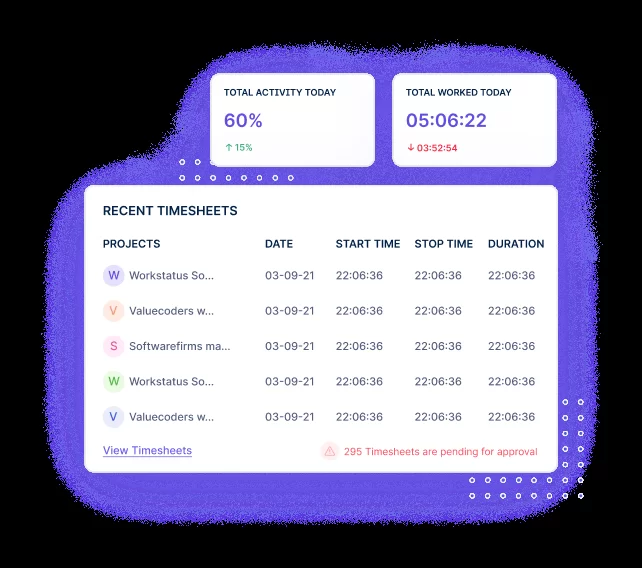 TOTAL ACTIVITY TODAY TOTAL WORKED TODAY
60% 05:06:22
↑ 15% ↓ 03:52:54
RECENT TIMESHEETS
PROJECTS DATE START TIME STOP TIME DURATION
W Workstatus So... 03-09-21 22:06:36 22:06:36 22:06:36
V Valuecoders w... 03-09-21 22:06:36 22:06:36 22:06:36
S Softwarefirms ma... 03-09-21 22:06:36 22:06:36 22:06:36
W Workstatus So... 03-09-21 22:06:36 22:06:36 22:06:36
V Valuecoders w... 03-09-21 22:06:36 22:06:36 22:06:36
View Timesheets 295 Timesheets are pending for approval